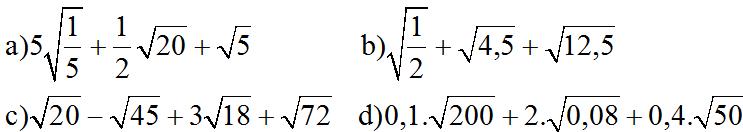 a) 5√(1/5) + 1/2 √20 + √5 b) √(1/2) + √4,5 + √12,5
c) √20 − √45 + 3√18 + √72 d) 0,1.√200 + 2.√0,08 + 0,4.√50